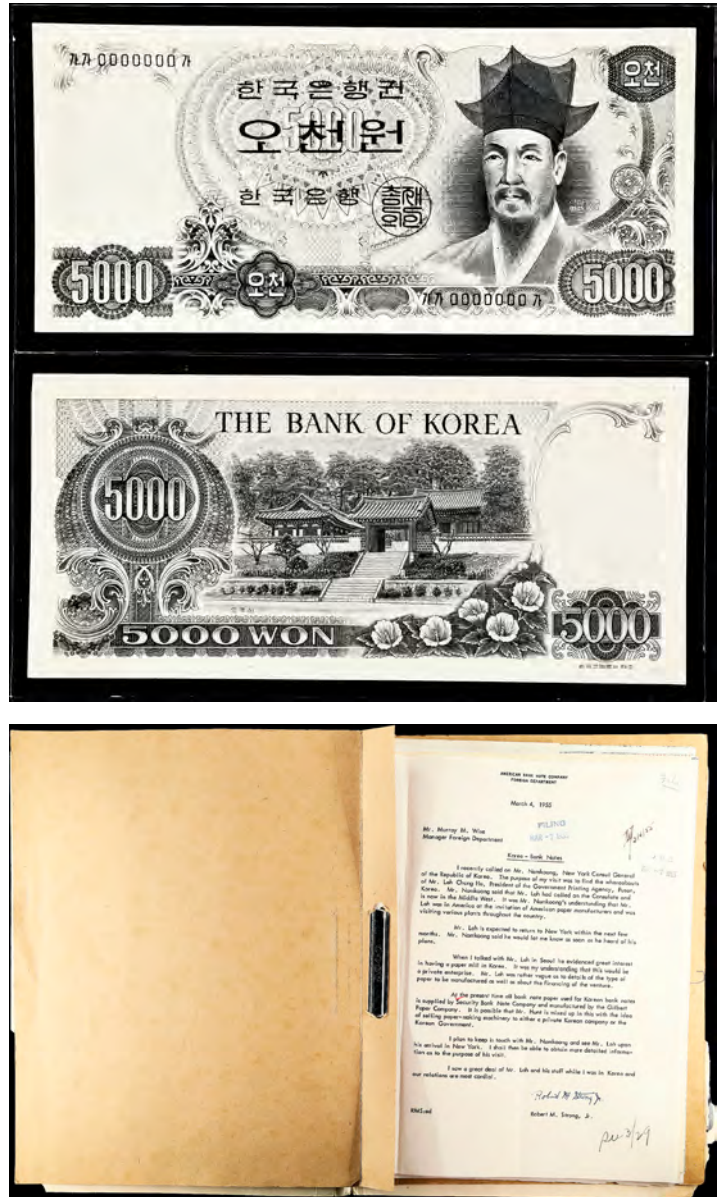 가가 0000000 가
오천
한국은행권
5000
오천원
한국은행
총재의인
5000
오천
5000
가가 0000000 가
THE BANK OF KOREA
5000
5000 WON
5000
AMERICAN BANK NOTE COMPANY
FOREIGN DEPARTMENT
March 4, 1955
FILING
Mr. Murray M. Wise
Manager Foreign Department
Korea - Bank Notes
I recently called on Mr. Namkoong, New York Consul General
of the Republic of Korea. The purpose of my visit was to find the whereabouts
of Mr. Loh Chung Ho, President of the Government Printing Agency, Pusan,
Korea. Mr. Namkoong said that Mr. Loh had called on the Consulate and
is now in the Middle West. It was Mr. Namkoong's understanding that Mr.
Loh was in America at the invitation of American paper manufacturers and was
visiting various plants throughout the country.
Mr. Loh is expected to return to New York within the next few
months. Mr. Namkoong said he would let me know as soon as he heard of his
plans.
When I talked with Mr. Loh in Seoul he evidenced great interest
in having a paper mill in Korea. It was my understanding that this would be
a private enterprise. Mr. Loh was rather vague as to details of the type of
paper to be manufactured as well as about the financing of the venture.
At the present time all bank note paper used for Korean bank notes
is supplied by Security Bank Note Company and manufactured by the Gilbert
Paper Company. It is possible that Mr. Hunt is mixed up in this with the idea
of selling paper-making machinery to either a private Korean company or the
Korean Government.
I plan to keep in touch with Mr. Namkoong and see Mr. Loh upon
his arrival in New York. I shall then be able to obtain more detailed informa-
tion as to the purpose of his visit.
I saw a great deal of Mr. Loh and his staff while I was in Korea and
our relations are most cordial.
Robert M Strong Jr.
RMS:ed
Robert M. Strong, Jr.